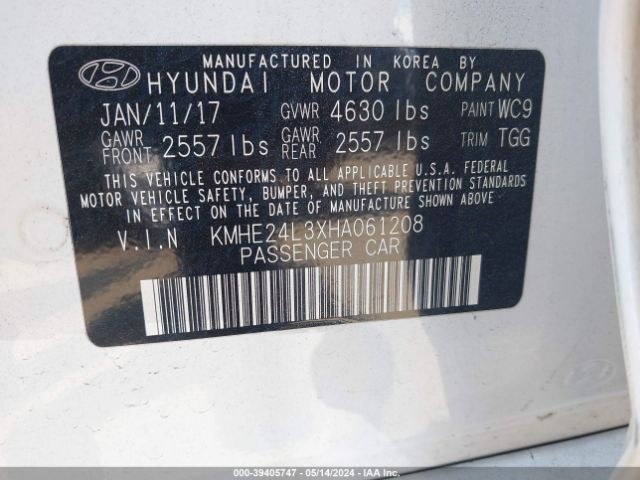 MANUFACTURED IN KOREA BY
HYUNDAI MOTOR COMPANY
JAN/11/17 GVWR 4630 lbs PAINT WC9
GAWR FRONT 2557 lbs GAWR REAR 2557 lbs TRIM TGG
THIS VEHICLE CONFORMS TO ALL APPLICABLE U.S.A. FEDERAL
MOTOR VEHICLE SAFETY, BUMPER, AND THEFT PREVENTION STANDARDS
IN EFFECT ON THE DATE OF MANUFACTURE SHOWN ABOVE.
V.I.N KMHE24L3XHA061208
PASSENGER CAR
000-39405747 - 05/14/2024 - IAA Inc.